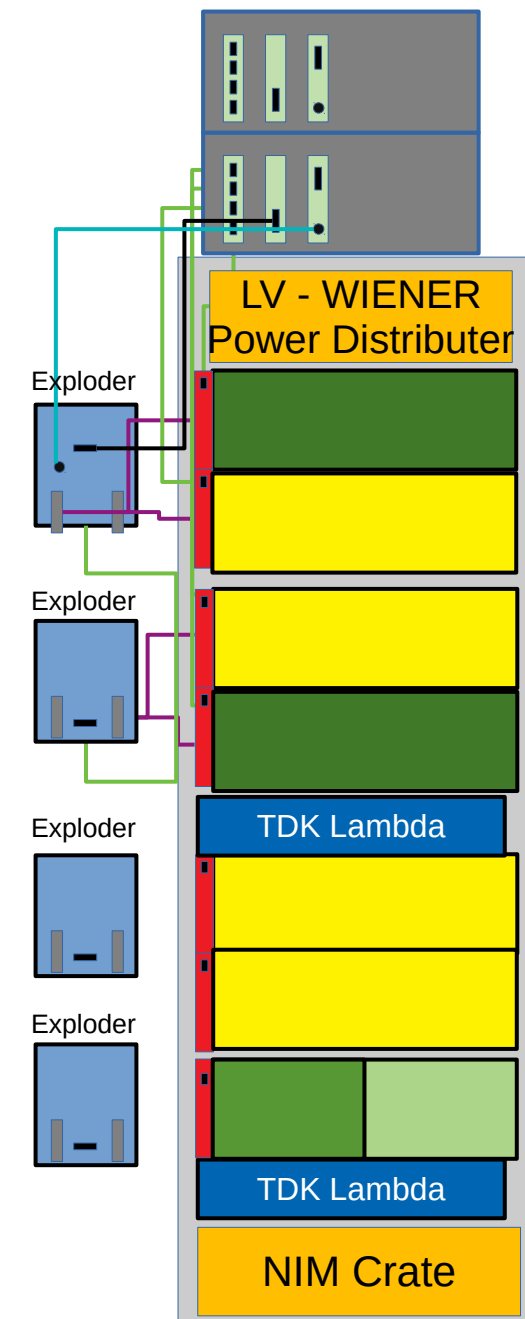 LV - WIENER
Power Distributer
Exploder
Exploder
TDK Lambda
Exploder
Exploder
TDK Lambda
NIM Crate